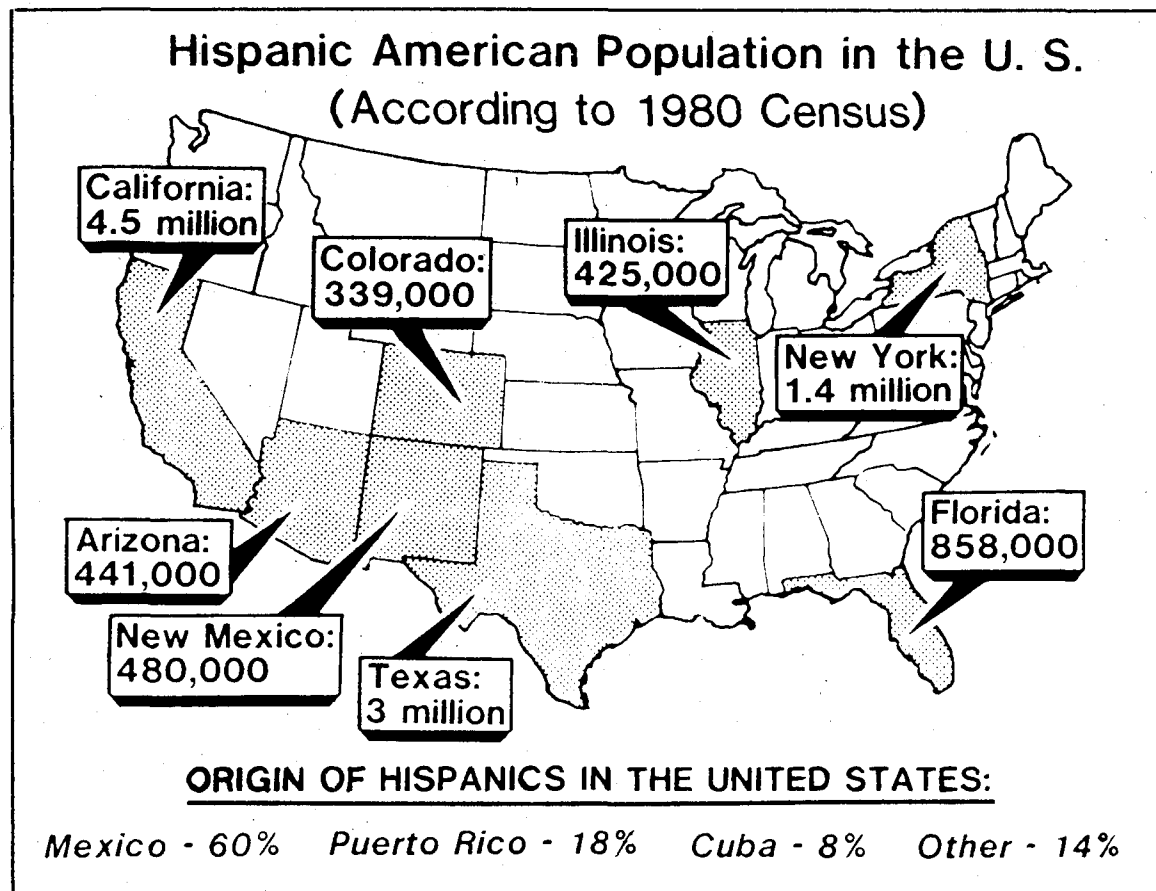 Hispanic American Population in the U. S.
(According to 1980 Census)
California:
4.5 million
Colorado:
339,000
Illinois:
425,000
New York:
1.4 million
Arizona:
441,000
New Mexico:
480,000
Texas:
3 million
Florida:
858,000
ORIGIN OF HISPANICS IN THE UNITED STATES:
Mexico - 60% Puerto Rico - 18% Cuba - 8% Other - 14%